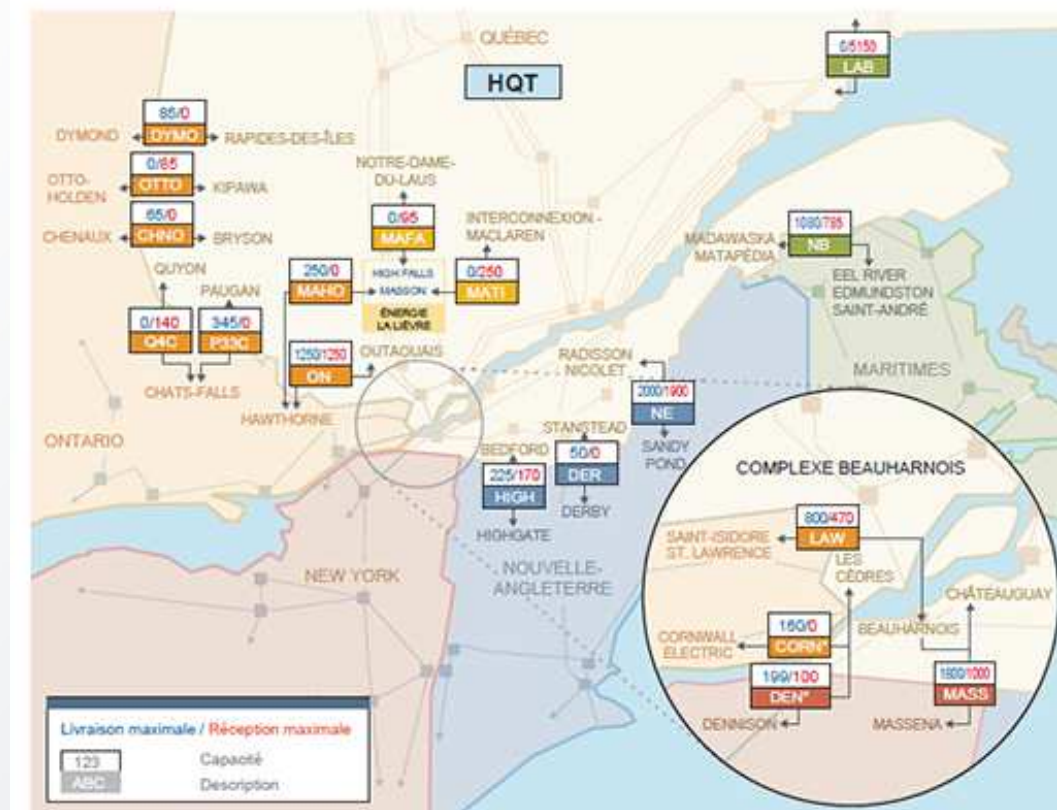 QUÉBEC
HQT
0/5150
LAB
85/0
DYMO
DYMOND
RAPIDES-DES-ÎLES
0/85
OTTO
OTTO-
HOLDEN
KIPAWA
65/0
CHNO
CHENAUX
BRYSON
NOTRE-DAME-
DU-LAUS
0/95
MAFA
INTERCONNEXION -
MACLAREN
0/250
MATI
250/0
MAHO
HIGH FALLS
MASSON
ÉNERGIE
LA LIÈVRE
QUYON
PAUGAN
0/140
Q4C
345/0
P33C
CHATS-FALLS
1250/1250
ON
OUTAOUAIS
HAWTHORNE
ONTARIO
1080/785
NB
MADAWASKA
MATAPÉDIA
EEL RIVER
EDMUNDSTON
SAINT-ANDRÉ
MARITIMES
RADISSON
NICOLET
2000/1900
NE
SANDY
POND
STANSTEAD
50/0
DER
DERBY
BEDFORD
225/170
HIGH
HIGHGATE
NEW YORK
NOUVELLE-
ANGLETERRE
COMPLEXE BEAUHARNOIS
800/470
LAW
SAINT-ISIDORE
ST. LAWRENCE
LES
CÈDRES
CHÂTEAUGUAY
BEAUHARNOIS
160/0
CORN*
CORNWALL
ELECTRIC
199/100
DEN*
DENNISON
1800/1000
MASS
MASSENA
Livraison maximale / Réception maximale
123
Capacité
ABC
Description